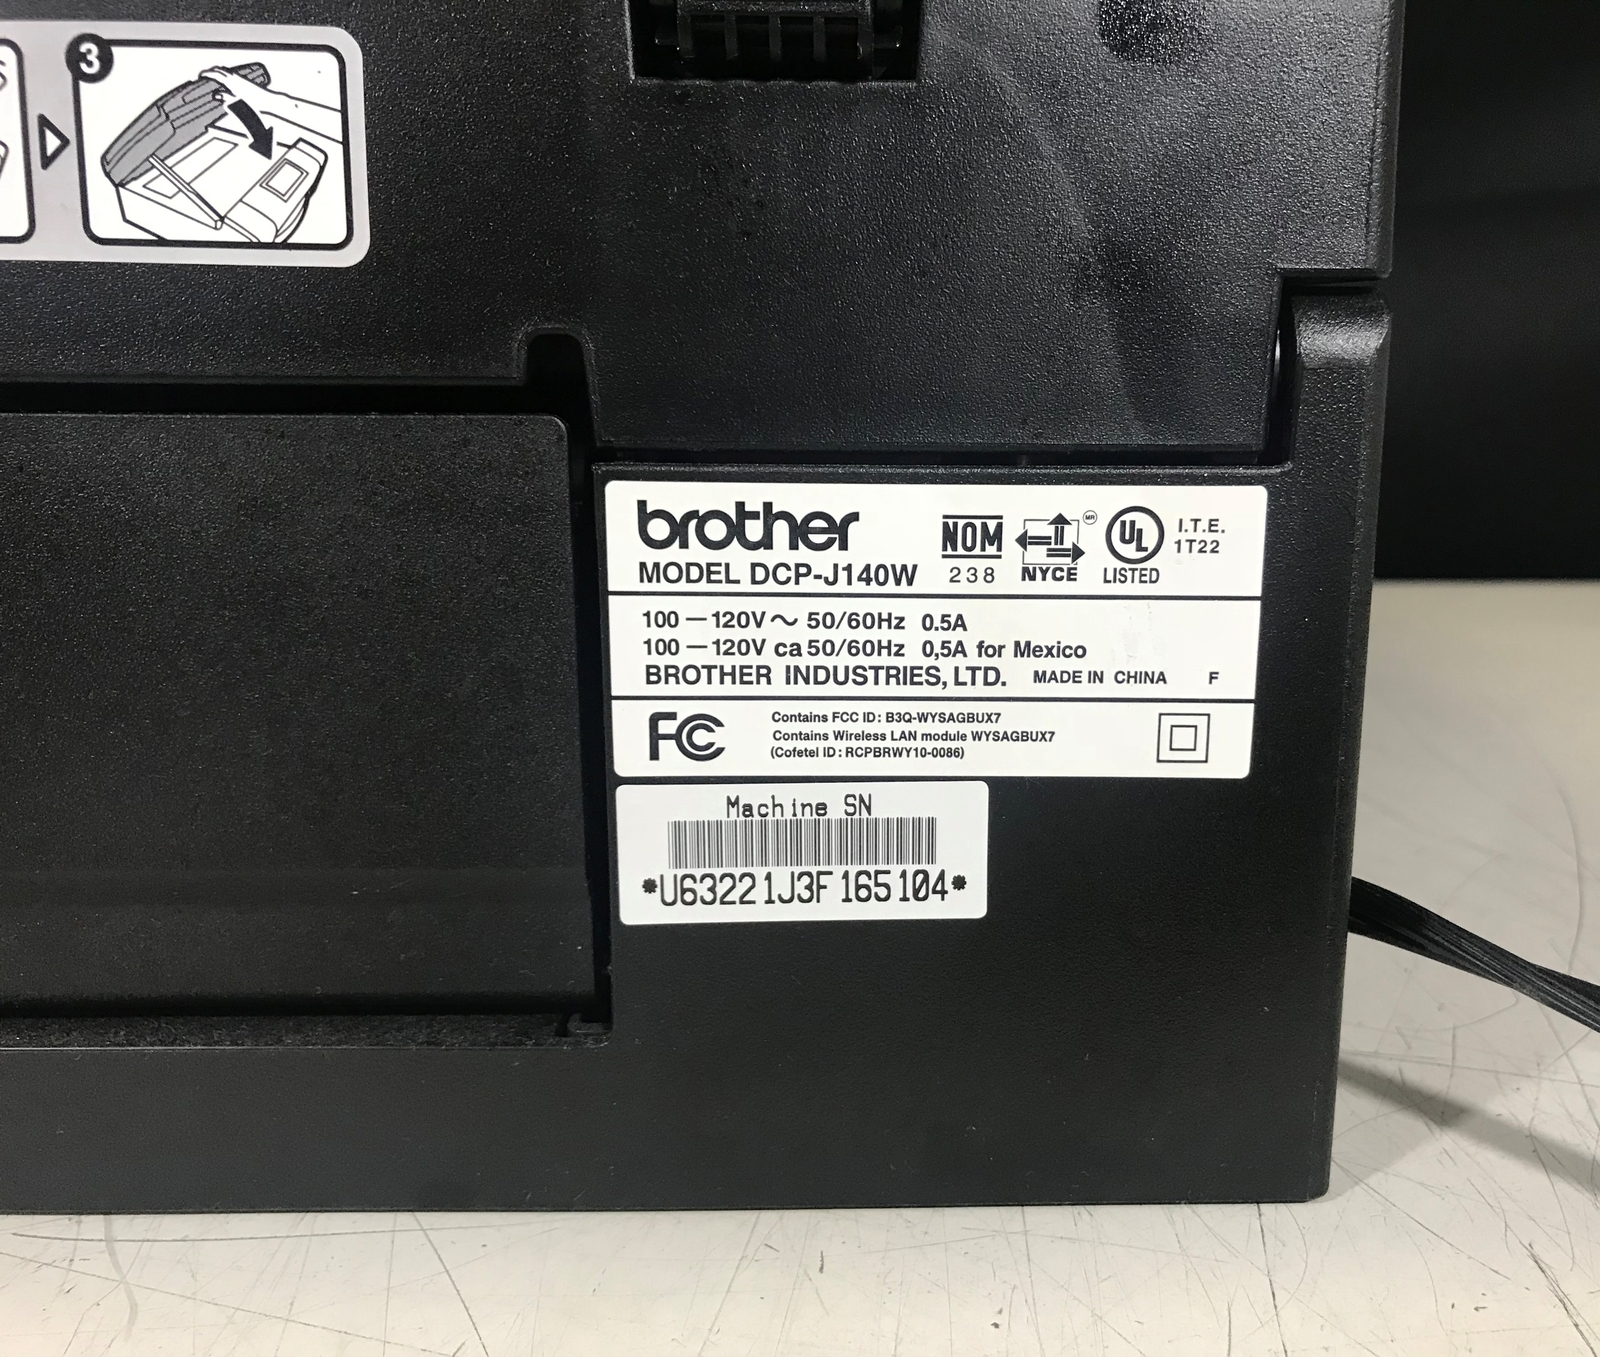 3
brother
MODEL DCP-J140W
NOM
238
NYCE
MR
UL
LISTED
I.T.E.
1T22
100 — 120V ~ 50/60Hz 0.5A
100 — 120V ca 50/60Hz 0,5A for Mexico
BROTHER INDUSTRIES, LTD. MADE IN CHINA F
FC
Contains FCC ID: B3Q-WYSAGBUX7
Contains Wireless LAN module WYSAGBUX7
(Cofetel ID: RCPBRWY10-0086)
Machine SN
*U63221J3F165104*